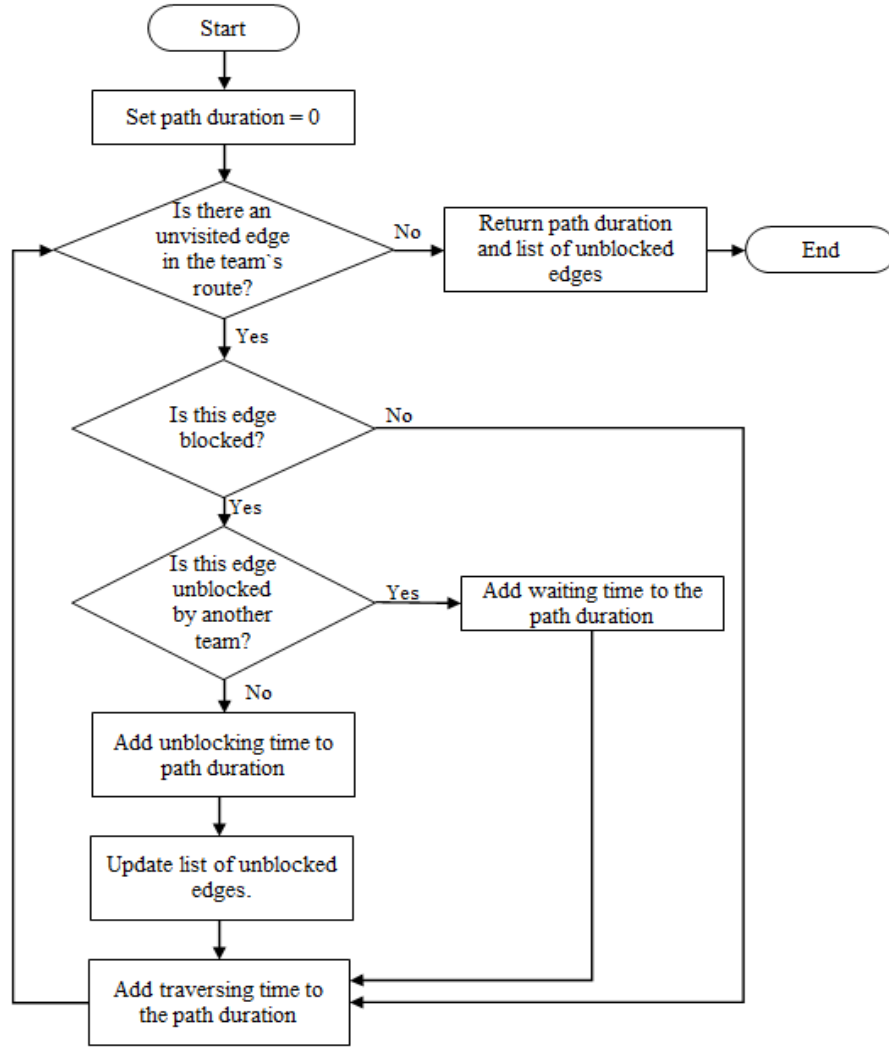 Start
Set path duration = 0
Is there an
unvisited edge
in the team`s
route?
No
Return path duration
and list of unblocked
edges
End
Yes
Is this edge
blocked?
No
Yes
Is this edge
unblocked
by another
team?
Yes
Add waiting time to the
path duration
No
Add unblocking time to
path duration
Update list of unblocked
edges.
Add traversing time to
the path duration